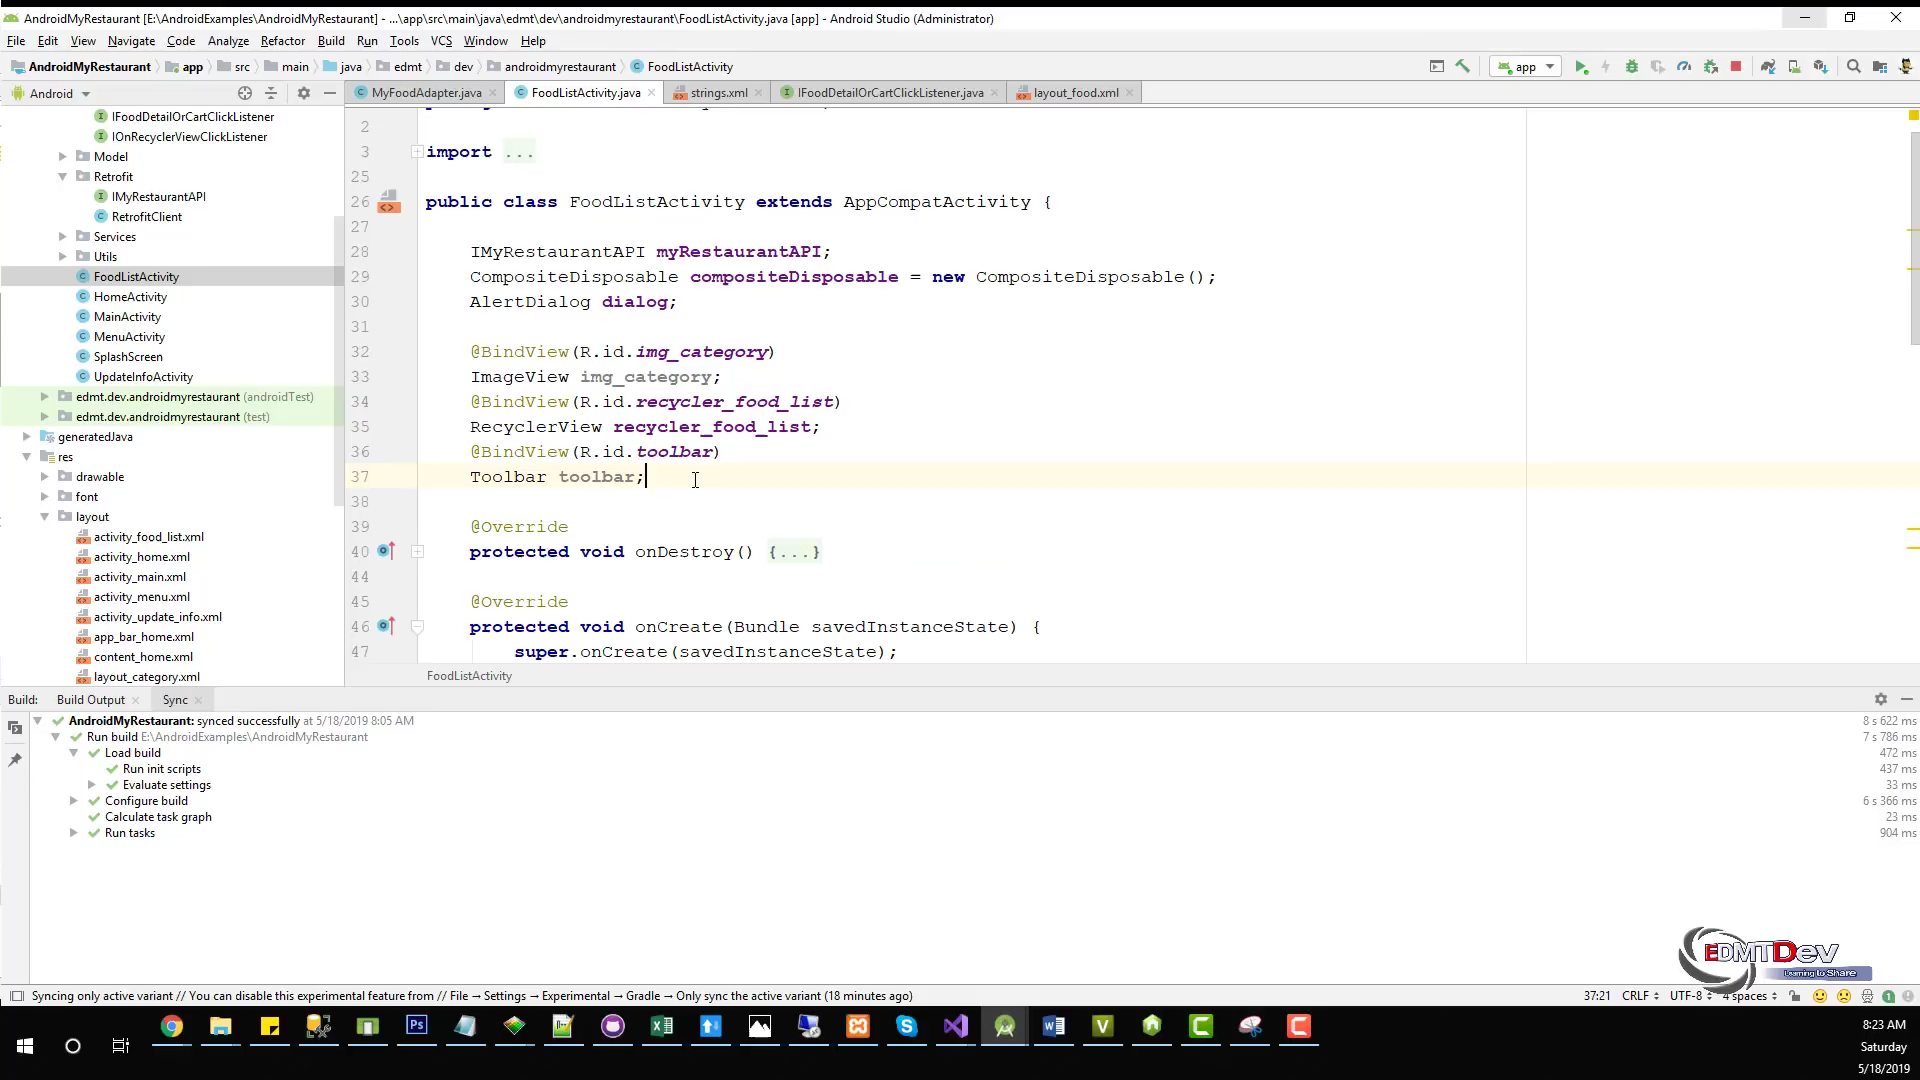 AndroidMyRestaurant [E:\AndroidExamples\AndroidMyRestaurant] - ...\app\src\main\java\edmt\dev\androidmyrestaurant\FoodListActivity.java [app] - Android Studio (Administrator)
File Edit View Navigate Code Analyze Refactor Build Run Tools VCS Window Help
AndroidMyRestaurant app src main java edmt dev androidmyrestaurant FoodListActivity app
Android MyFoodAdapter.java FoodListActivity.java strings.xml IFoodDetailOrCartClickListener.java layout_food.xml
IFoodDetailOrCartClickListener
IOnRecyclerViewClickListener
Model
Retrofit
IMyRestaurantAPI
RetrofitClient
Services
Utils
FoodListActivity
HomeActivity
MainActivity
MenuActivity
SplashScreen
UpdateInfoActivity
edmt.dev.androidmyrestaurant (androidTest)
edmt.dev.androidmyrestaurant (test)
generatedJava
res
drawable
font
layout
activity_food_list.xml
activity_home.xml
activity_main.xml
activity_menu.xml
activity_update_info.xml
app_bar_home.xml
content_home.xml
layout_category.xml
2
3 import ...
25
26 public class FoodListActivity extends AppCompatActivity {
27
28 IMyRestaurantAPI myRestaurantAPI;
29 CompositeDisposable compositeDisposable = new CompositeDisposable();
30 AlertDialog dialog;
31
32 @BindView(R.id.img_category)
33 ImageView img_category;
34 @BindView(R.id.recycler_food_list)
35 RecyclerView recycler_food_list;
36 @BindView(R.id.toolbar)
37 Toolbar toolbar;
38
39 @Override
40 protected void onDestroy() {...}
44
45 @Override
46 protected void onCreate(Bundle savedInstanceState) {
47 super.onCreate(savedInstanceState);
FoodListActivity
Build: Build Output Sync
AndroidMyRestaurant: synced successfully at 5/18/2019 8:05 AM 8 s 622 ms
Run build E:\AndroidExamples\AndroidMyRestaurant 7 s 786 ms
Load build 472 ms
Run init scripts 437 ms
Evaluate settings 33 ms
Configure build 6 s 366 ms
Calculate task graph 23 ms
Run tasks 904 ms
EDMTDev
Learning to Share
Syncing only active variant // You can disable this experimental feature from // File → Settings → Experimental → Gradle → Only sync the active variant (18 minutes ago) 37:21 CRLF UTF-8 4 spaces 1
8:23 AM
Saturday
5/18/2019